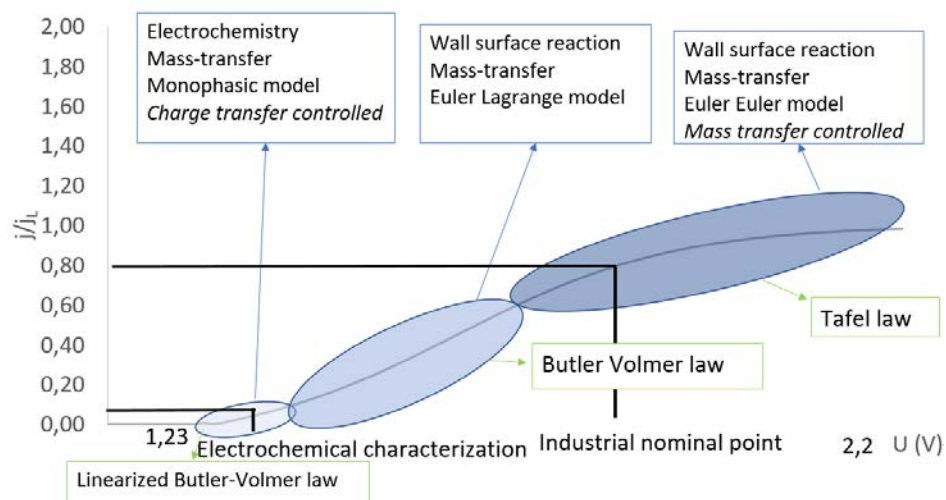 2,00
1,80
1,60
1,40
1,20
1,00
0,80
0,60
0,40
0,20
0,00
j/jL
Electrochemistry
Mass-transfer
Monophasic model
Charge transfer controlled
Wall surface reaction
Mass-transfer
Euler Lagrange model
Wall surface reaction
Mass-transfer
Euler Euler model
Mass transfer controlled
Tafel law
Butler Volmer law
1,23
Electrochemical characterization
Industrial nominal point
2,2
U (V)
Linearized Butler-Volmer law